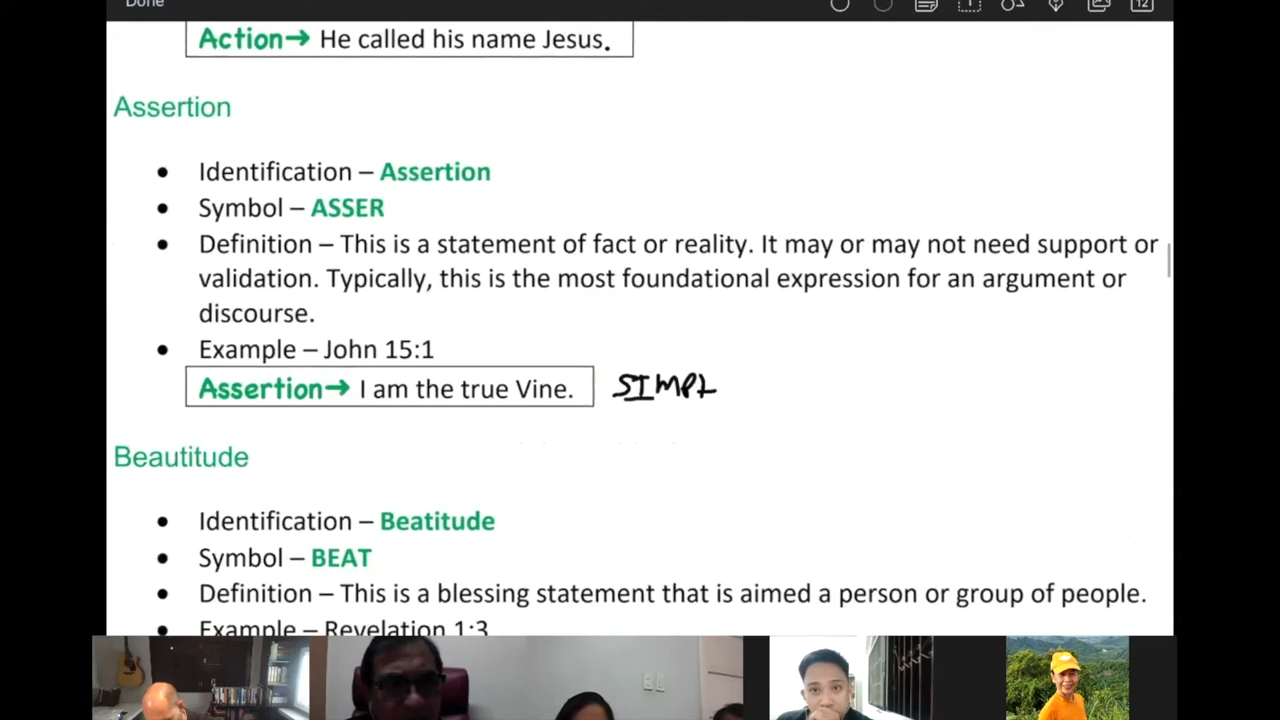 Done
12
Action→ He called his name Jesus.
Assertion
• Identification – Assertion
• Symbol – ASSER
• Definition – This is a statement of fact or reality. It may or may not need support or
validation. Typically, this is the most foundational expression for an argument or
discourse.
• Example – John 15:1
Assertion→ I am the true Vine. SIMPL
Beautitude
• Identification – Beatitude
• Symbol – BEAT
• Definition – This is a blessing statement that is aimed a person or group of people.
• Example – Revelation 1:3